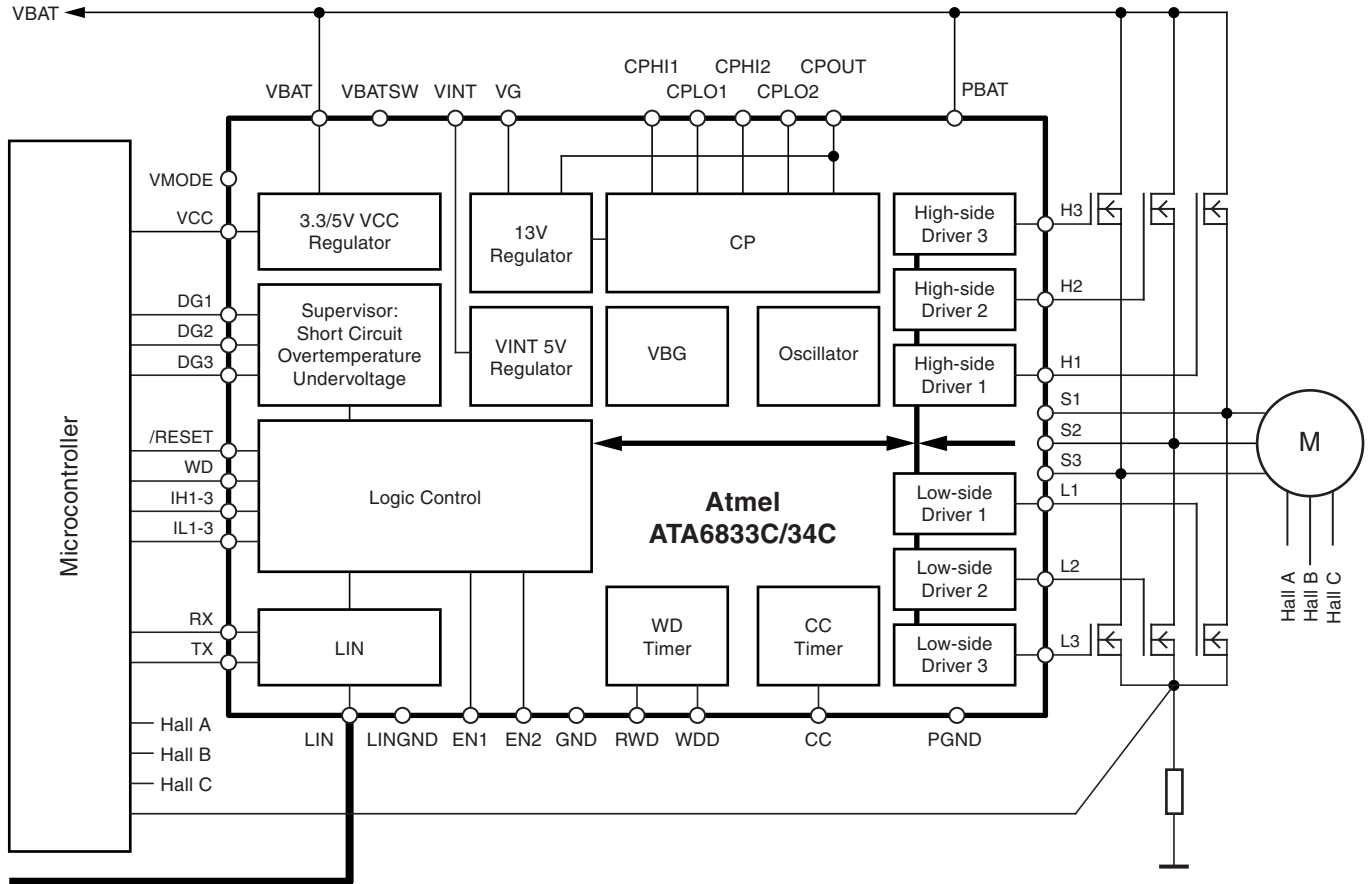 VBAT
CPHI1 CPHI2 CPOUT
VBAT VBATSW VINT VG CPLO1 CPLO2 PBAT
VMODE
VCC
3.3/5V VCC
Regulator
13V
Regulator
CP
High-side
Driver 3
H3
DG1
DG2
DG3
Supervisor:
Short Circuit
Overtemperature
Undervoltage
VINT 5V
Regulator
VBG
Oscillator
High-side
Driver 2
H2
High-side
Driver 1
H1
S1
S2
S3
M
Microcontroller
/RESET
WD
IH1-3
IL1-3
Logic Control
Atmel
ATA6833C/34C
Low-side
Driver 1
L1
Low-side
Driver 2
L2
Low-side
Driver 3
L3
Hall A
Hall B
Hall C
RX
TX
LIN
WD
Timer
CC
Timer
LIN LINGND EN1 EN2 GND RWD WDD CC PGND
Hall A
Hall B
Hall C